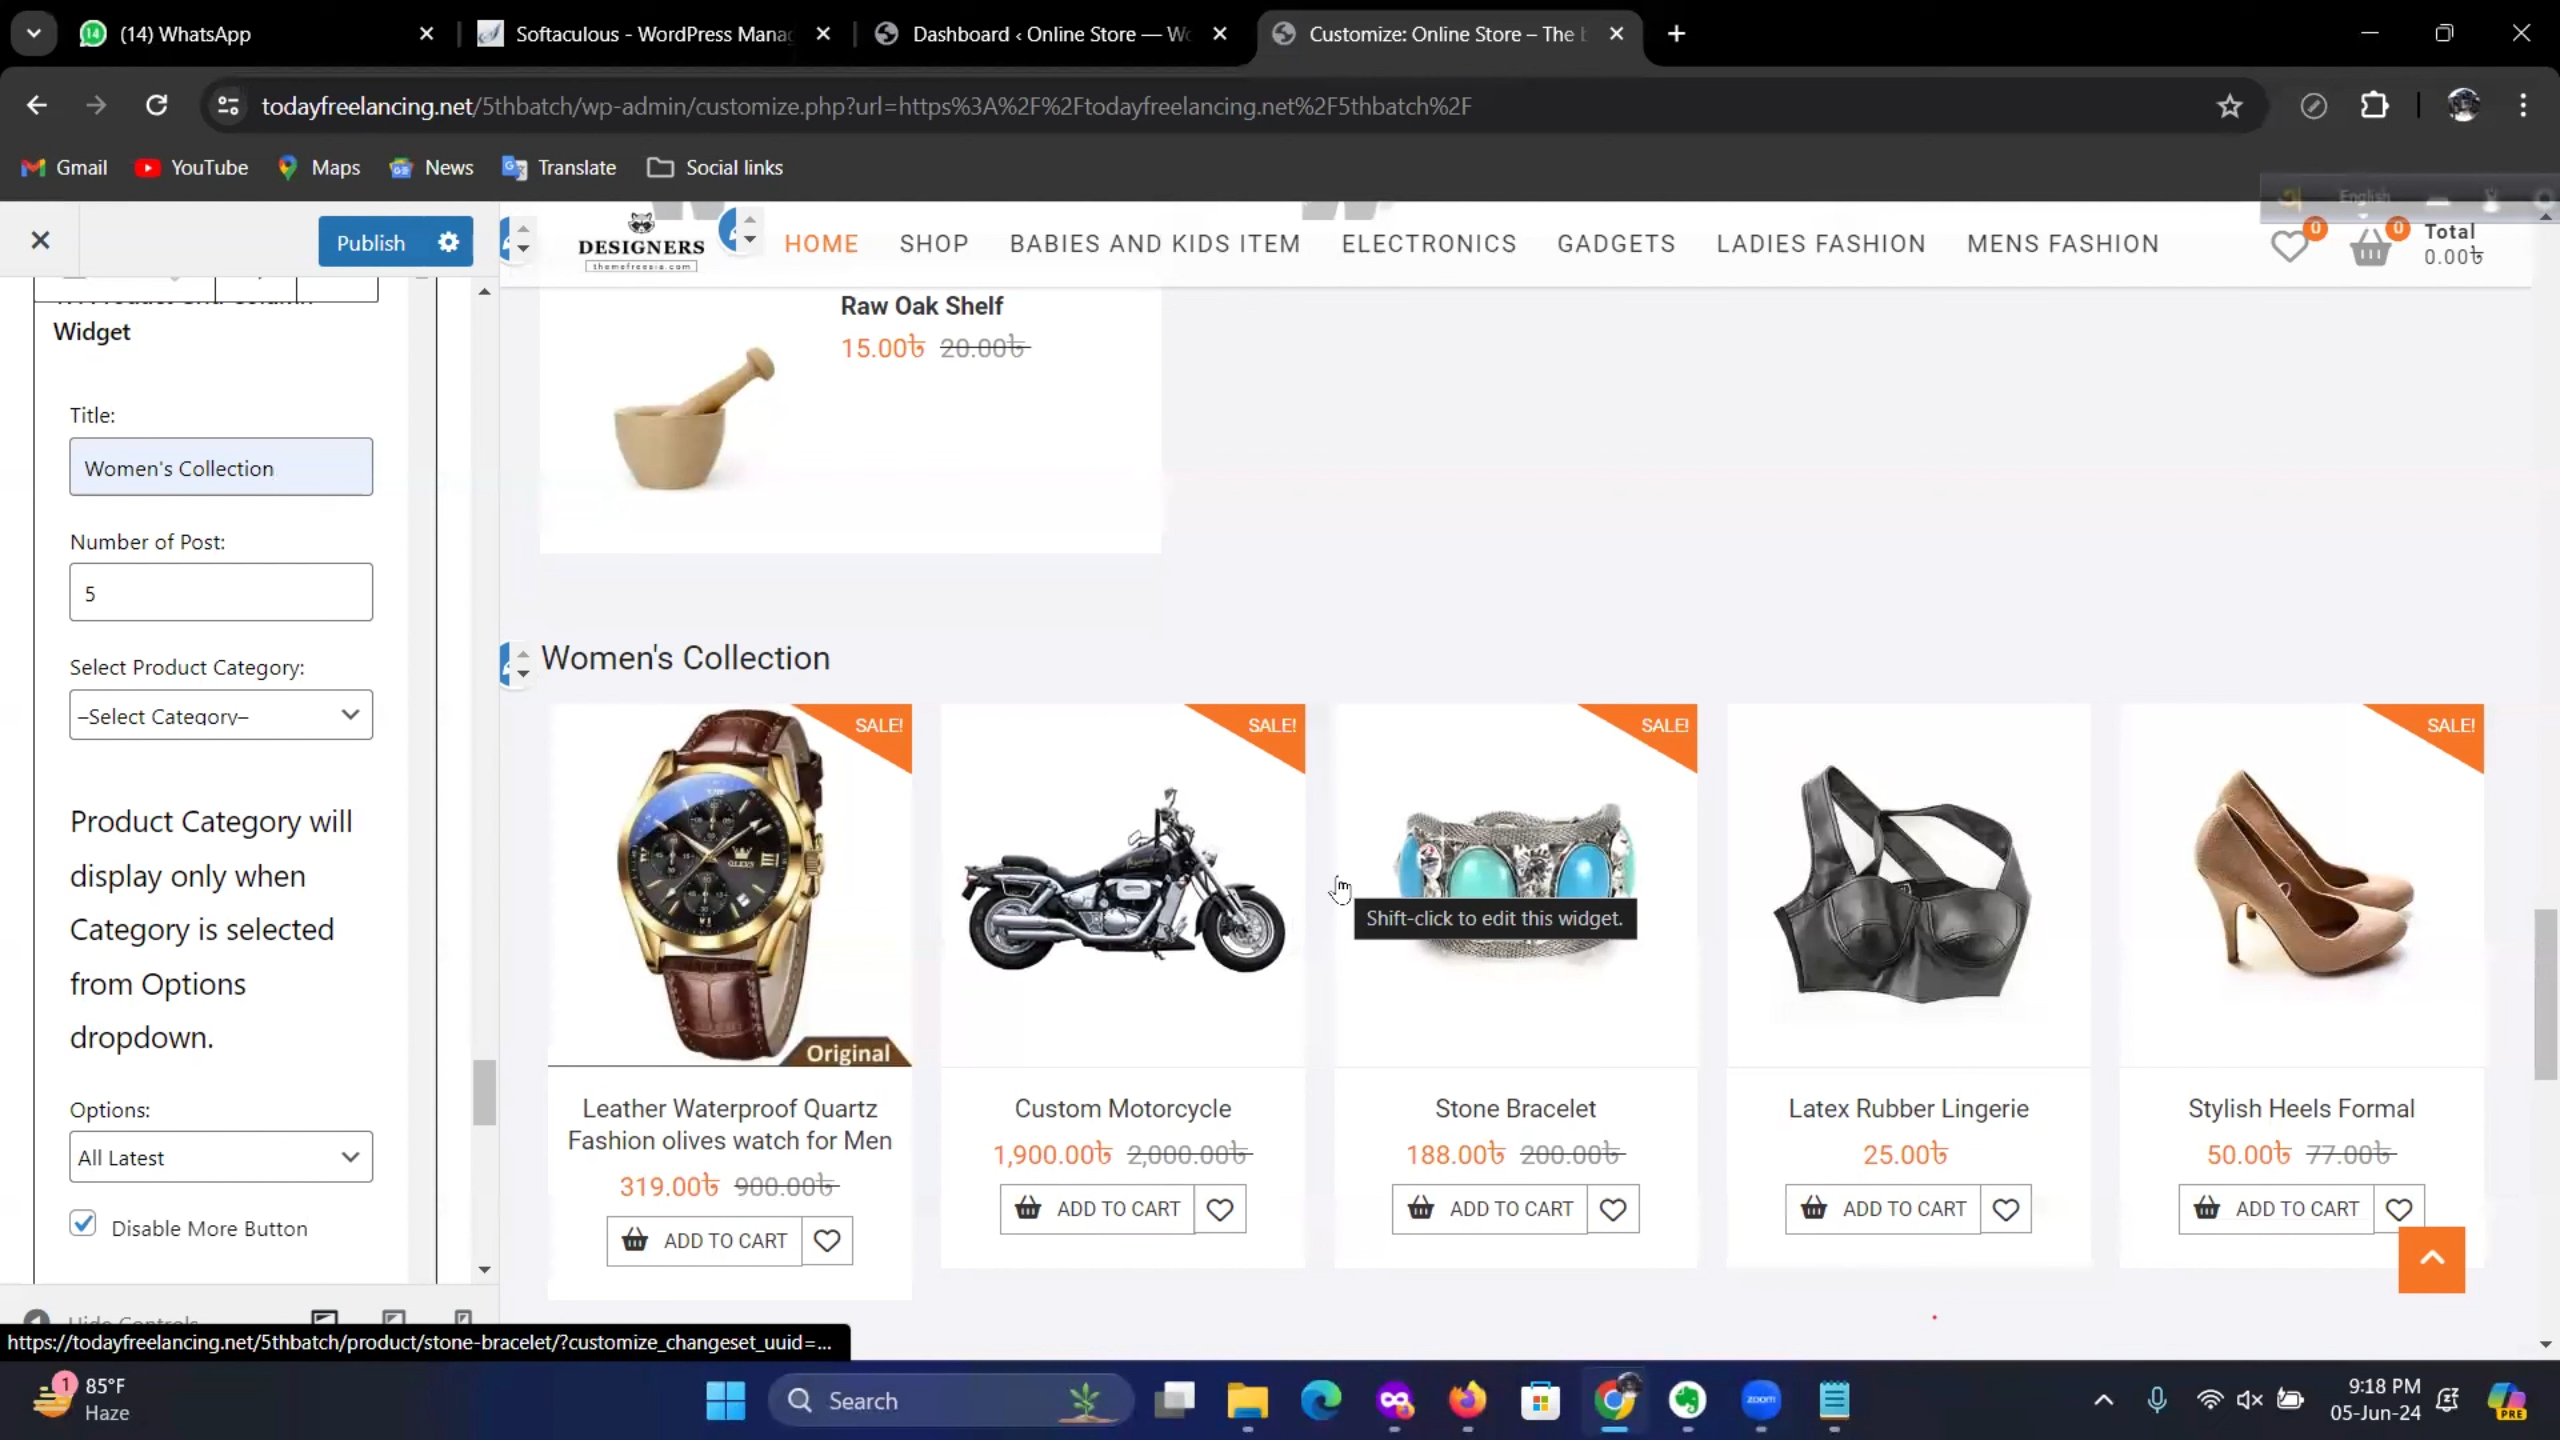 (14) WhatsApp
Softaculous - WordPress Manag
Dashboard ‹ Online Store — Wo
Customize: Online Store – The b
todayfreelancing.net/5thbatch/wp-admin/customize.php?url=https%3A%2F%2Ftodayfreelancing.net%2F5thbatch%2F
Gmail
YouTube
Maps
News
Translate
Social links
English
Publish
DESIGNERS
themefreesia.com
HOME
SHOP
BABIES AND KIDS ITEM
ELECTRONICS
GADGETS
LADIES FASHION
MENS FASHION
0
0
Total
0.00৳
Widget
Title:
Women's Collection
Number of Post:
5
Select Product Category:
–Select Category–
Product Category will
display only when
Category is selected
from Options
dropdown.
Options:
All Latest
Disable More Button
Hide Controls
Raw Oak Shelf
15.00৳ 20.00৳
Women's Collection
SALE!
SALE!
SALE!
SALE!
Original
Shift-click to edit this widget.
Leather Waterproof Quartz
Fashion olives watch for Men
319.00৳ 900.00৳
ADD TO CART
Custom Motorcycle
1,900.00৳ 2,000.00৳
ADD TO CART
Stone Bracelet
188.00৳ 200.00৳
ADD TO CART
Latex Rubber Lingerie
25.00৳
ADD TO CART
Stylish Heels Formal
50.00৳ 77.00৳
ADD TO CART
https://todayfreelancing.net/5thbatch/product/stone-bracelet/?customize_changeset_uuid=...
1
85°F
Haze
Search
zoom
PRE
9:18 PM
05-Jun-24